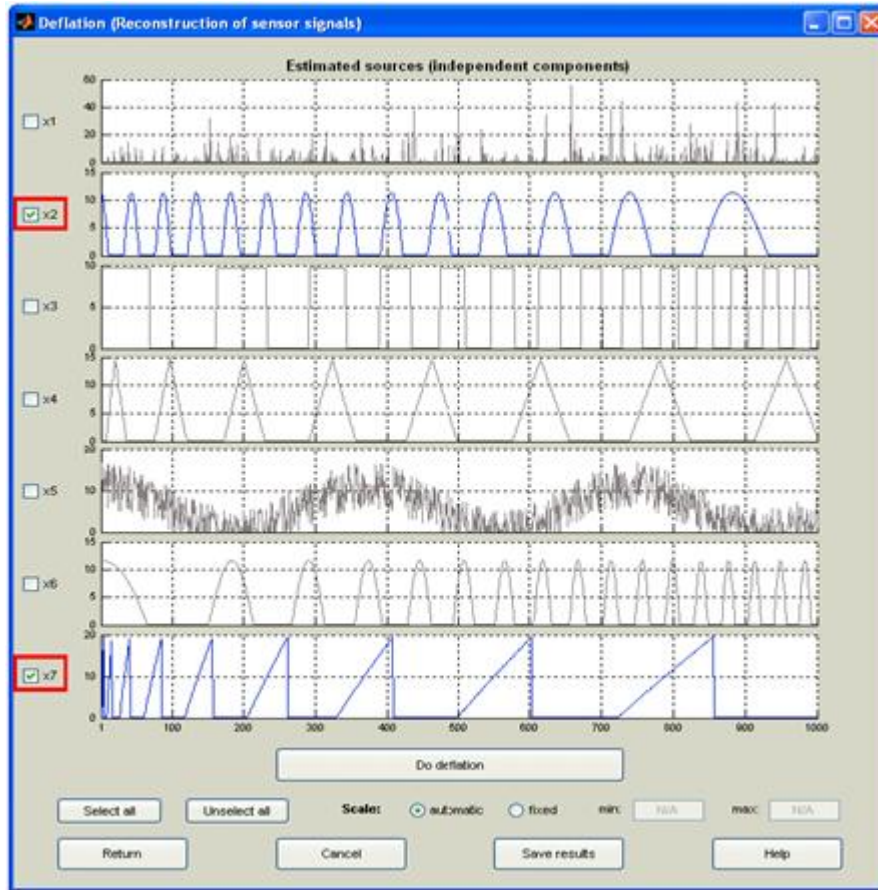 Deflation (Reconstruction of sensor signals)
Estimated sources (independent components)
60
40
20
0
x1
15
10
5
0
x2
10
5
0
x3
15
10
5
0
x4
20
10
0
x5
15
10
5
0
x6
20
10
0
x7
1 100 200 300 400 500 600 700 800 900 1000
Do deflation
Select all Unselect all Scale: automatic fixed min: N/A max: N/A
Return Cancel Save results Help